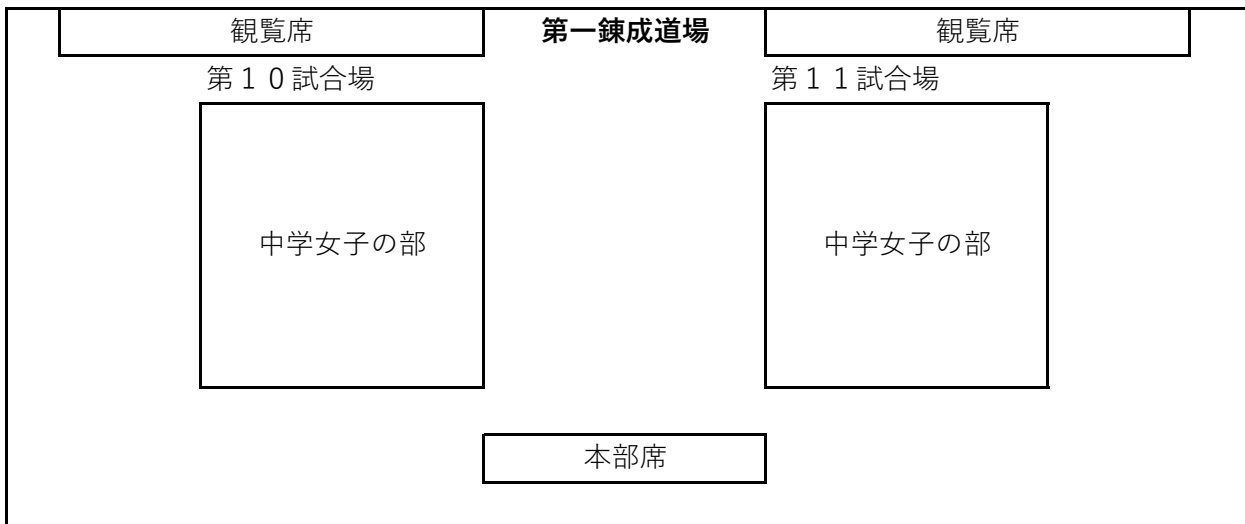 観覧席 第一錬成道場 観覧席
第１０試合場 第１１試合場
中学女子の部 中学女子の部
本部席